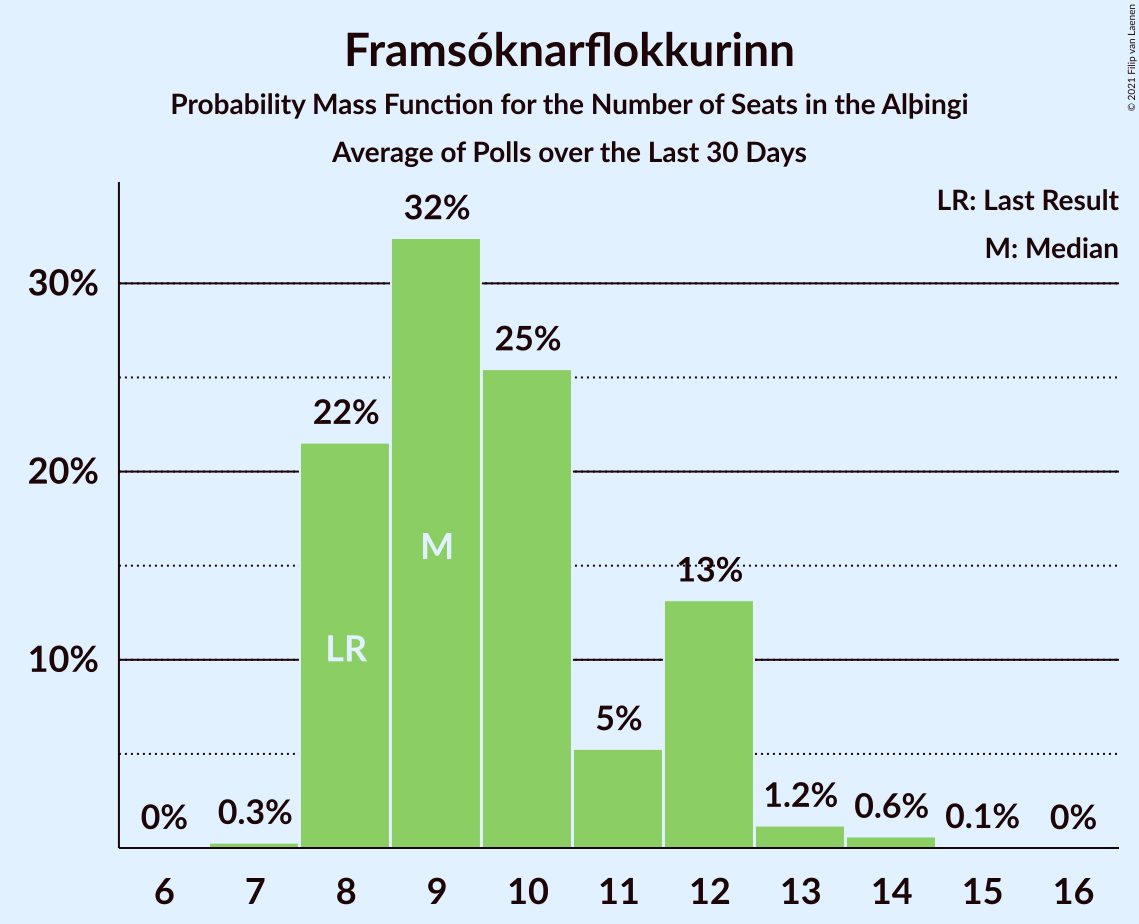 Framsóknarflokkurinn
Probability Mass Function for the Number of Seats in the Alþingi
Average of Polls over the Last 30 Days
© 2021 Filip van Laenen
LR: Last Result
M: Median
30%
20%
10%
0%
0.3%
22%
32%
25%
5%
13%
1.2%
0.6%
0.1%
0%
LR
M
6 7 8 9 10 11 12 13 14 15 16